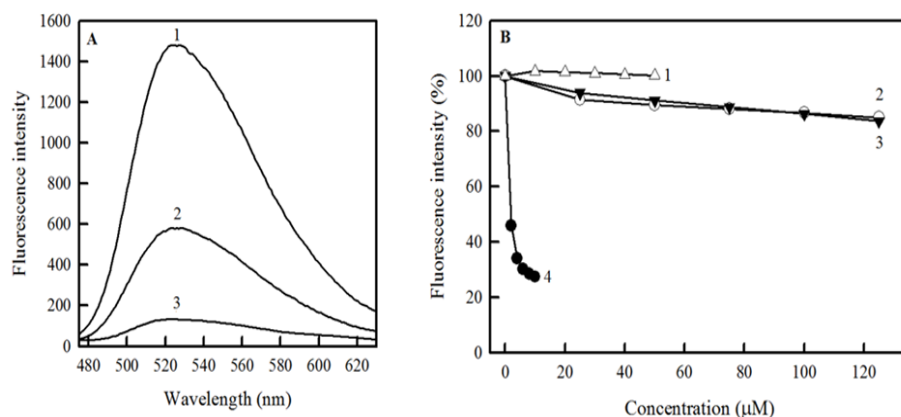 A
1
2
3
Fluorescence intensity
1600
1400
1200
1000
800
600
400
200
0
480 500 520 540 560 580 600 620
Wavelength (nm)
B
1
2
3
4
Fluorescence intensity (%)
120
100
80
60
40
20
0
0 20 40 60 80 100 120
Concentration (µM)